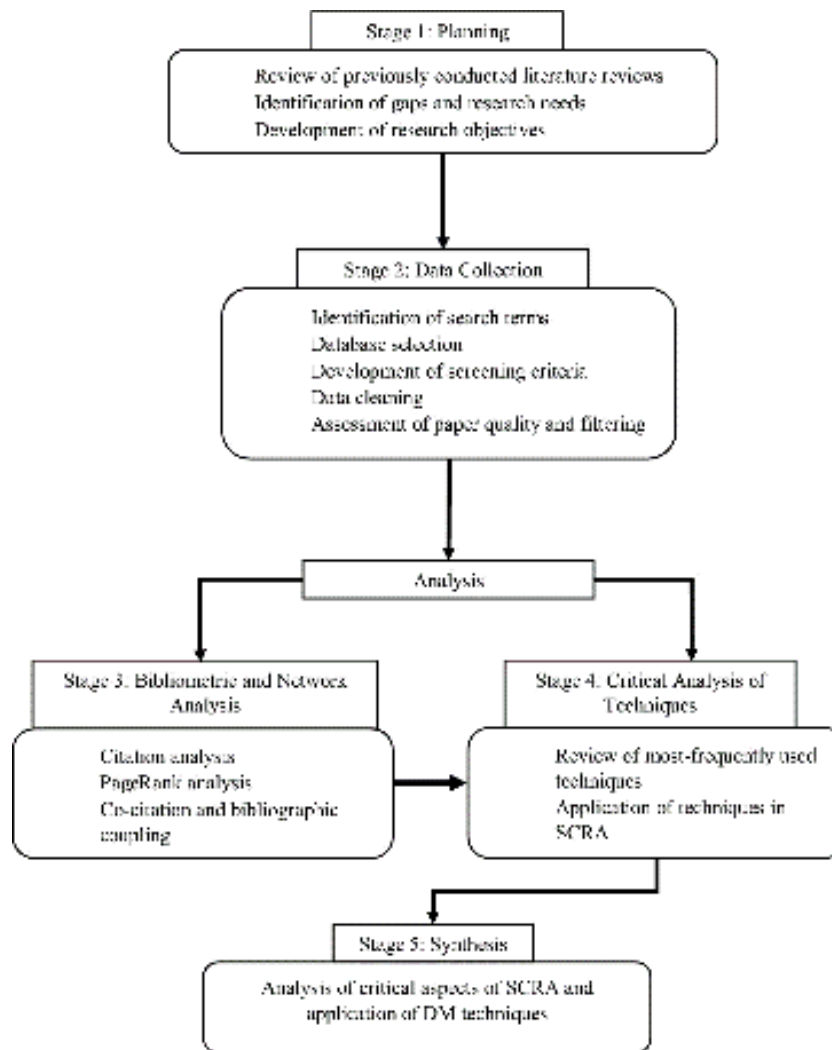 Stage 1: Planning
Review of previously conducted literature reviews
Identification of gaps and research needs
Development of research objectives
Stage 2: Data Collection
Identification of search terms
Database selection
Development of screening criteria
Data cleaning
Assessment of paper quality and filtering
Analysis
Stage 3: Bibliometric and Network
Analysis
Citation analysis
PageRank analysis
Co-citation and bibliographic
coupling
Stage 4: Critical Analysis of
Techniques
Review of most-frequently used
techniques
Application of techniques in
SCRA
Stage 5: Synthesis
Analysis of critical aspects of SCRA and
application of DM techniques